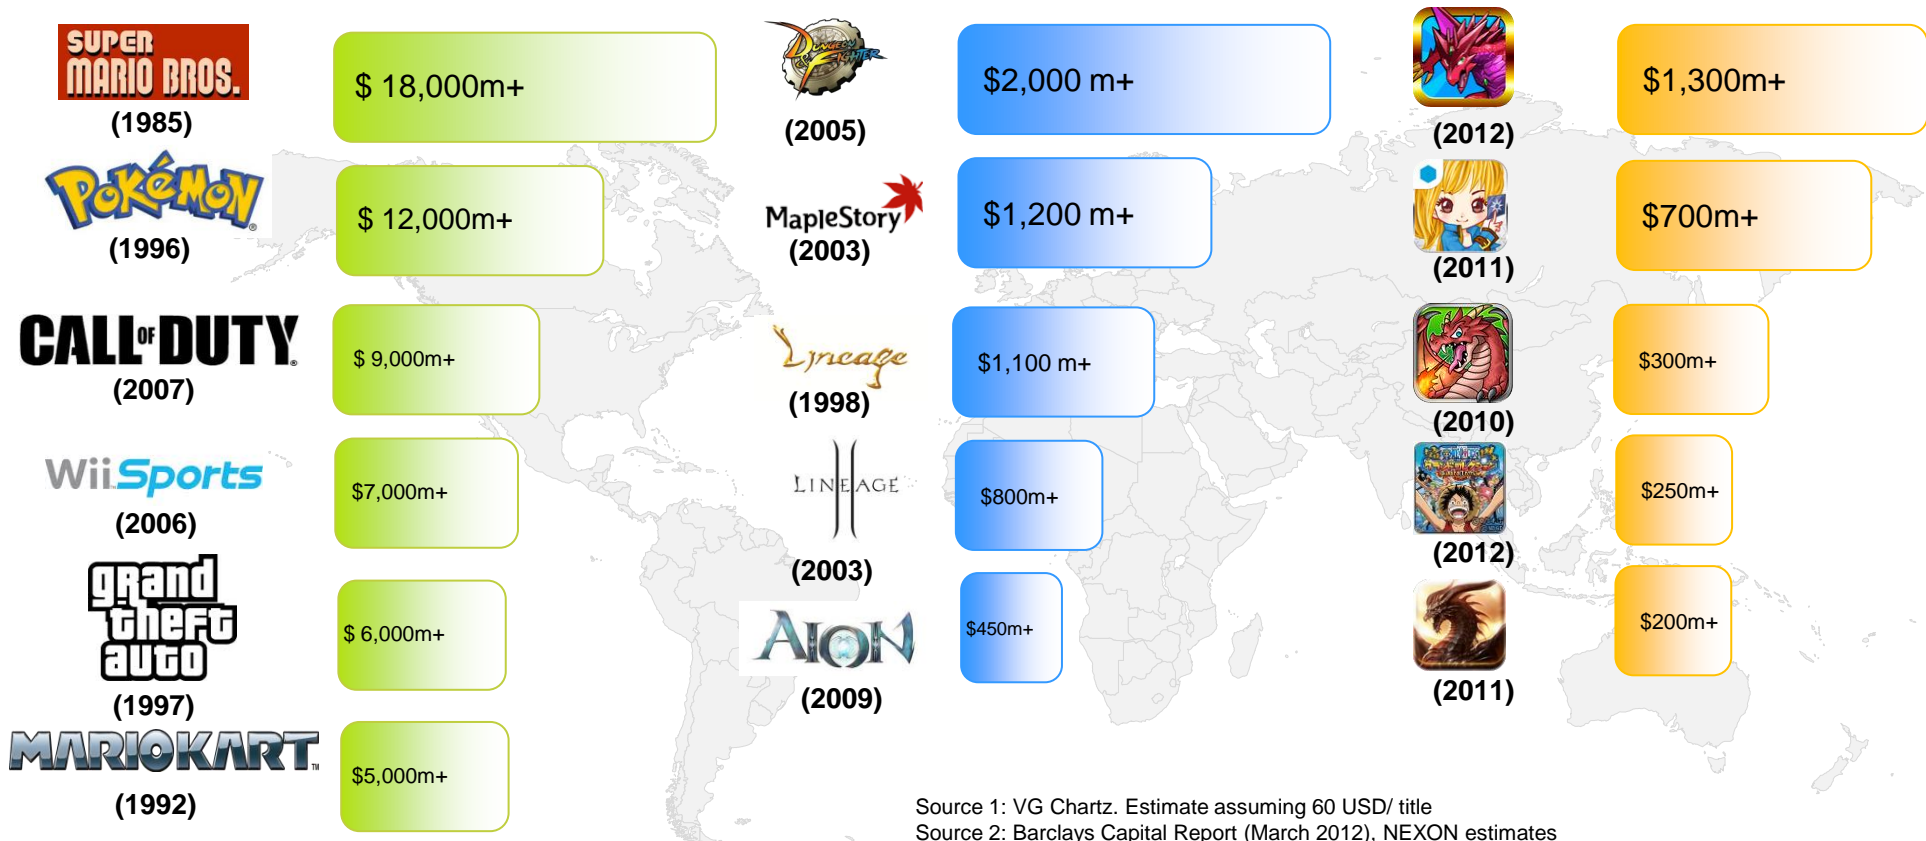 SUPER
MARIO BROS.
(1985)
$ 18,000m+
POKéMON
(1996)
$ 12,000m+
CALL OF DUTY
(2007)
$ 9,000m+
Wii Sports
(2006)
$7,000m+
grand
theft
auto
(1997)
$ 6,000m+
MARIOKART TM
(1992)
$5,000m+
DUNGEON
FIGHTER
(2005)
$2,000 m+
MapleStory
(2003)
$1,200 m+
Lineage
(1998)
$1,100 m+
LINEAGE II
(2003)
$800m+
AION
(2009)
$450m+
(2012)
$1,300m+
(2011)
$700m+
(2010)
$300m+
(2012)
$250m+
(2011)
$200m+
Source 1: VG Chartz. Estimate assuming 60 USD/ title
Source 2: Barclays Capital Report (March 2012), NEXON estimates